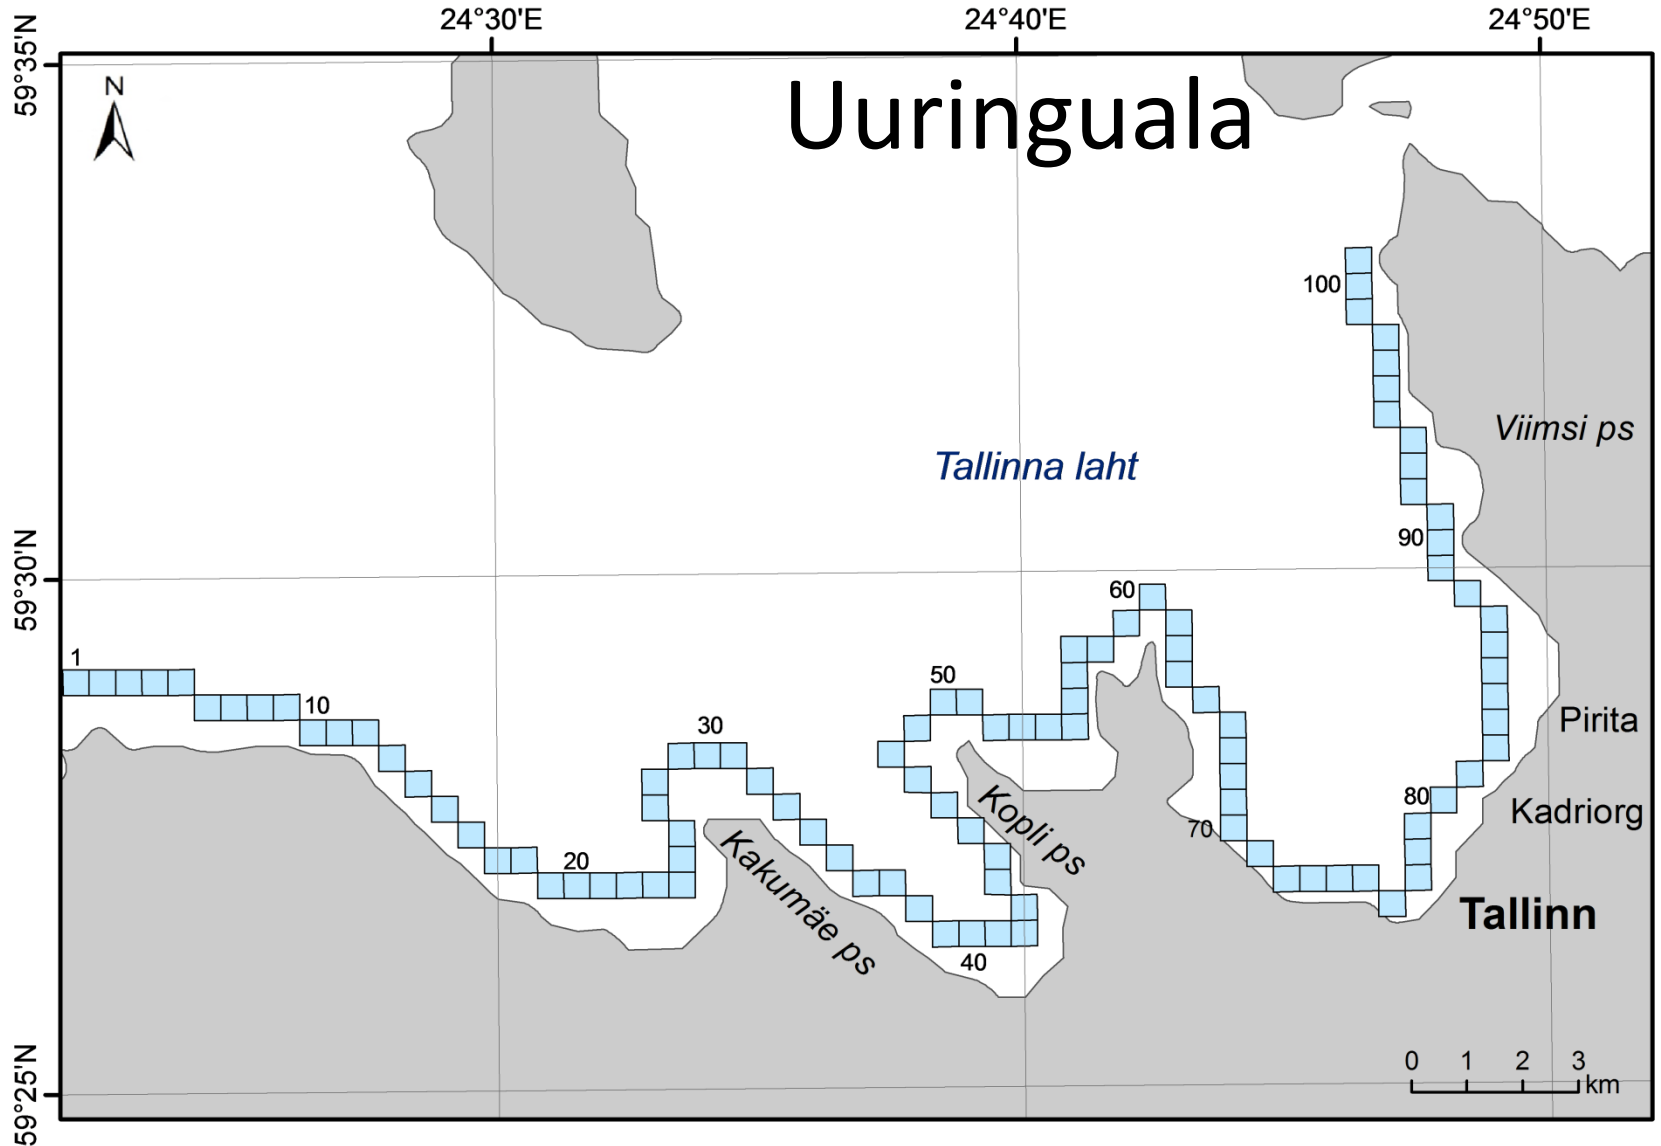 24°30'E 24°40'E 24°50'E
59°35'N
N
Uuringuala
100
Viimsi ps
Tallinna laht
90
59°30'N
60
1
50
10
30
Pirita
80
Kopli ps
Kadriorg
70
20
Kakumäe ps
Tallinn
40
0 1 2 3
km
59°25'N